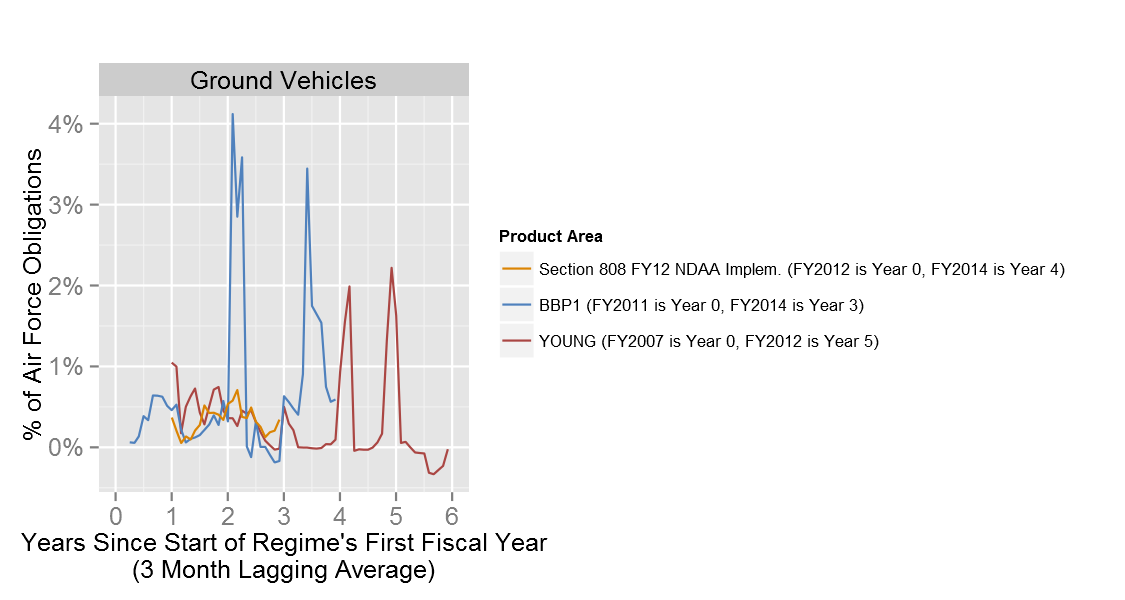 Ground Vehicles
4%
3%
2%
1%
0%
% of Air Force Obligations
0 1 2 3 4 5 6
Years Since Start of Regime's First Fiscal Year
(3 Month Lagging Average)
Product Area
Section 808 FY12 NDAA Implem. (FY2012 is Year 0, FY2014 is Year 4)
BBP1 (FY2011 is Year 0, FY2014 is Year 3)
YOUNG (FY2007 is Year 0, FY2012 is Year 5)